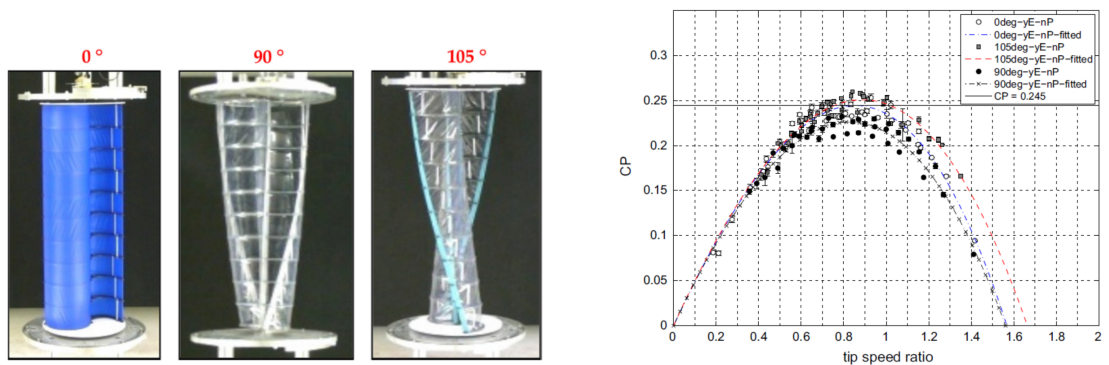 0 °
90 °
105 °
0deg-yE-nP
0deg-yE-nP-fitted
105deg-yE-nP
105deg-yE-nP-fitted
90deg-yE-nP
90deg-yE-nP-fitted
CP = 0.245
CP
0.3
0.25
0.2
0.15
0.1
0.05
0
0.2 0.4 0.6 0.8 1 1.2 1.4 1.6 1.8 2
tip speed ratio